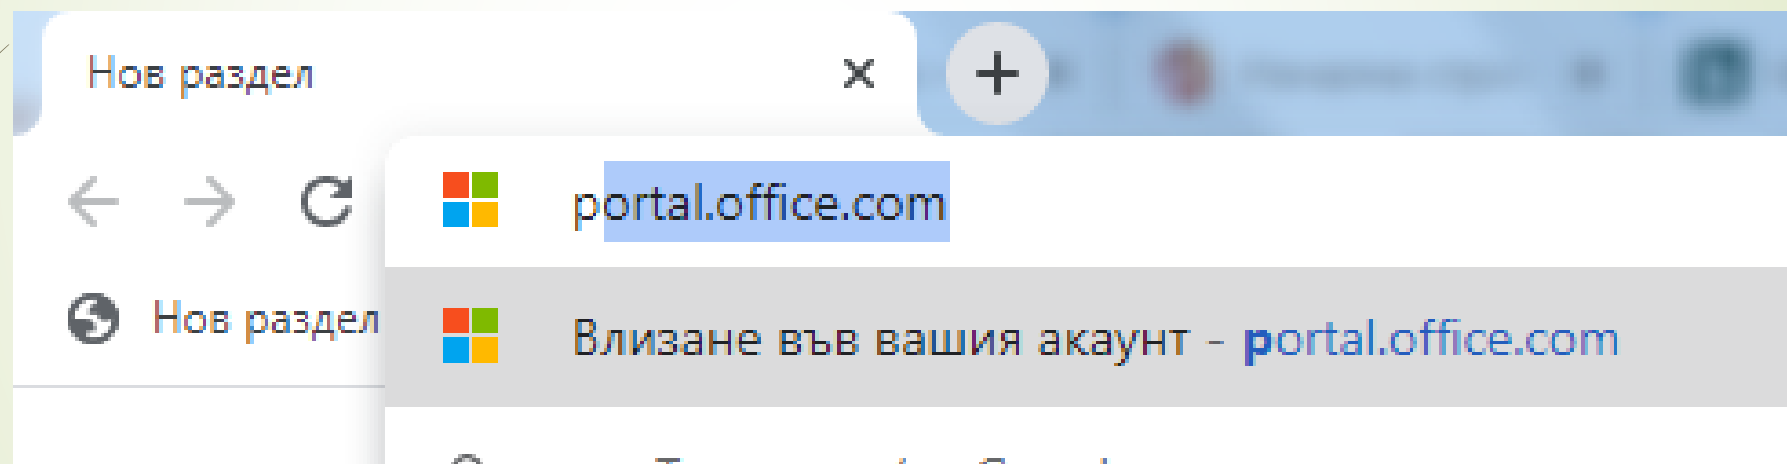 Нов раздел
portal.office.com
Нов раздел
Влизане във вашия акаунт - portal.office.com